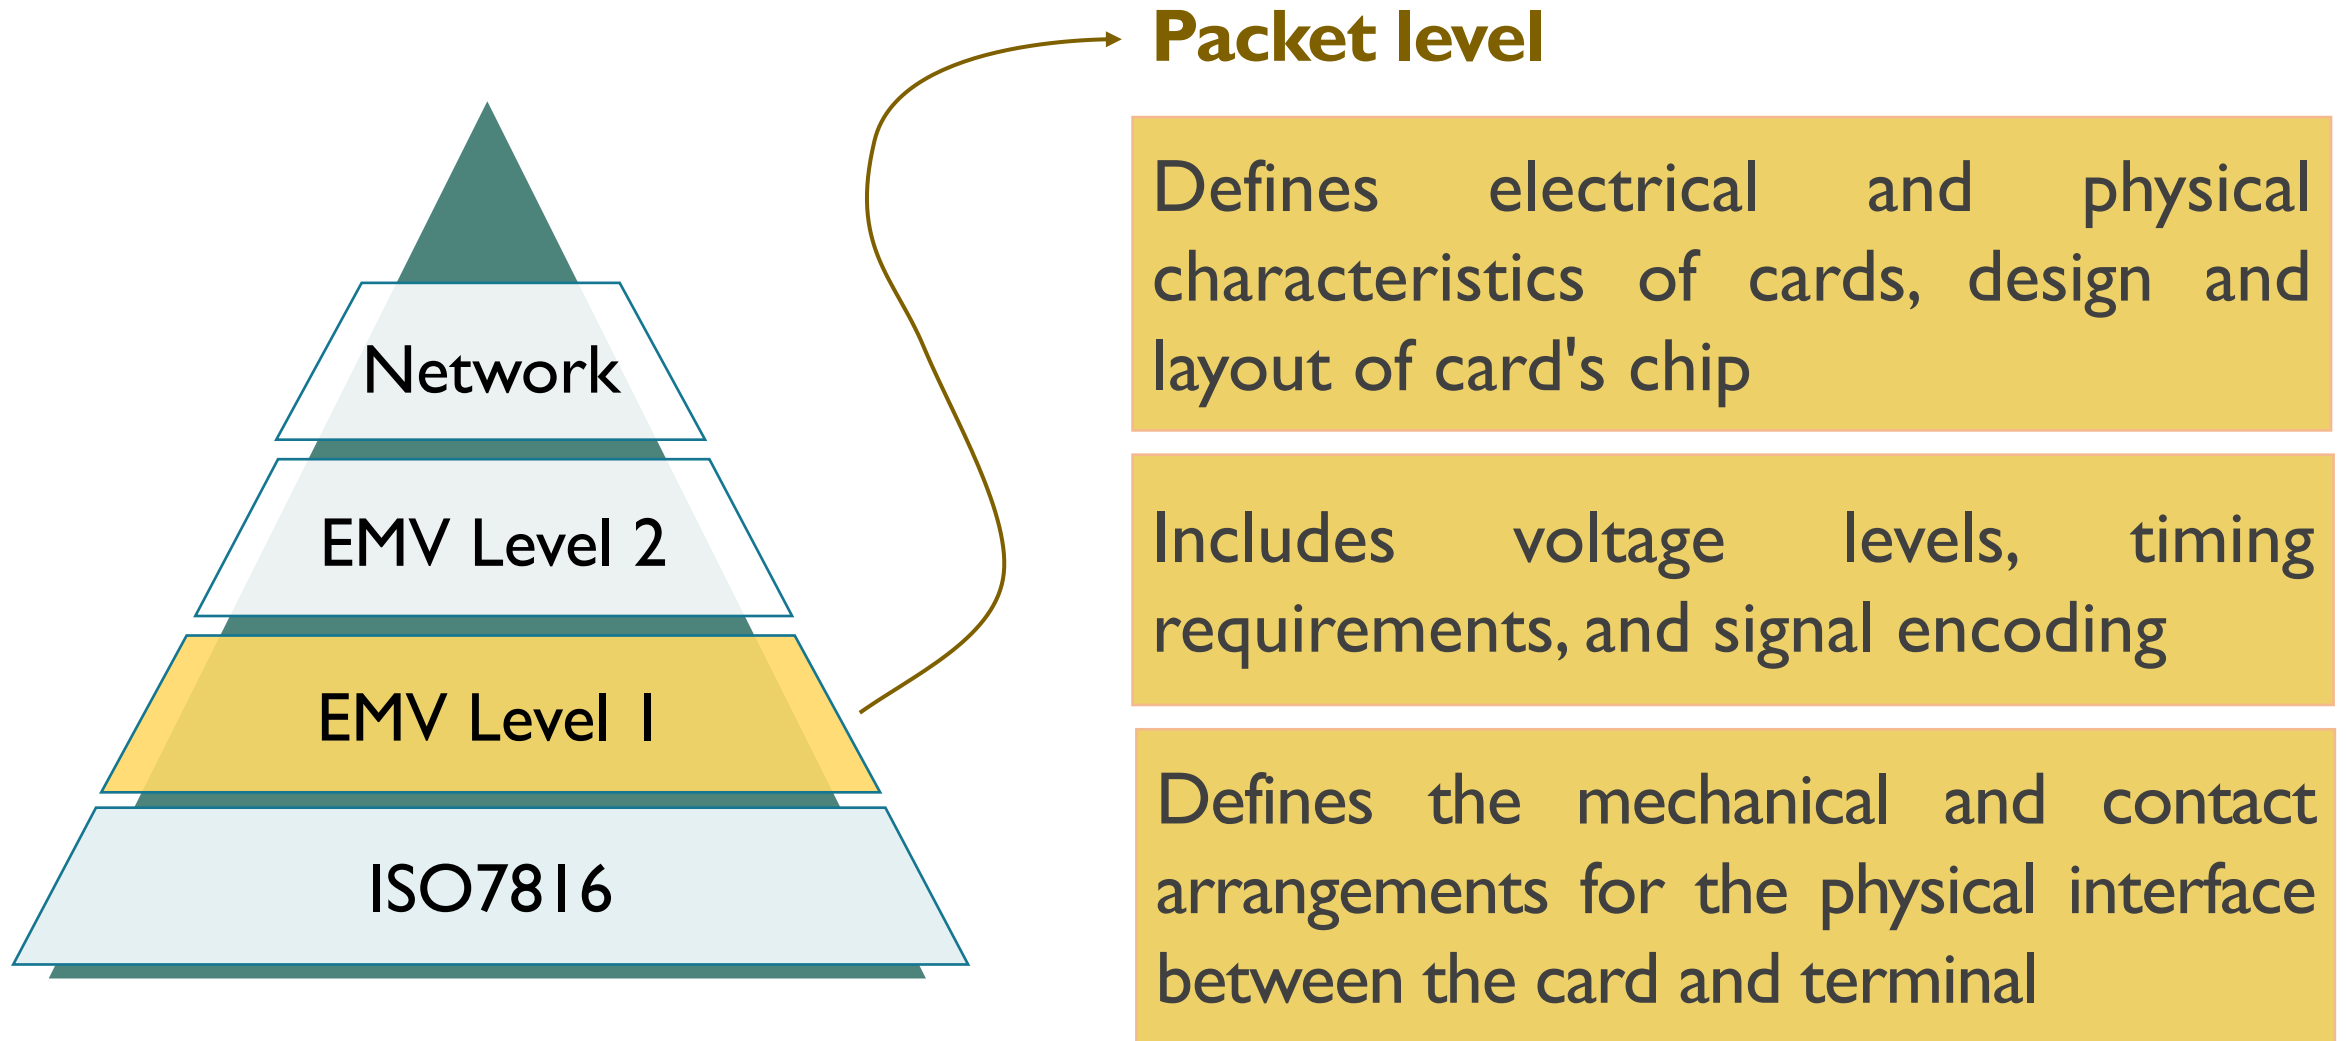 Packet level
Defines electrical and physical
characteristics of cards, design and
layout of card's chip
Includes voltage levels, timing
requirements, and signal encoding
Defines the mechanical and contact
arrangements for the physical interface
between the card and terminal
Network
EMV Level 2
EMV Level 1
ISO7816